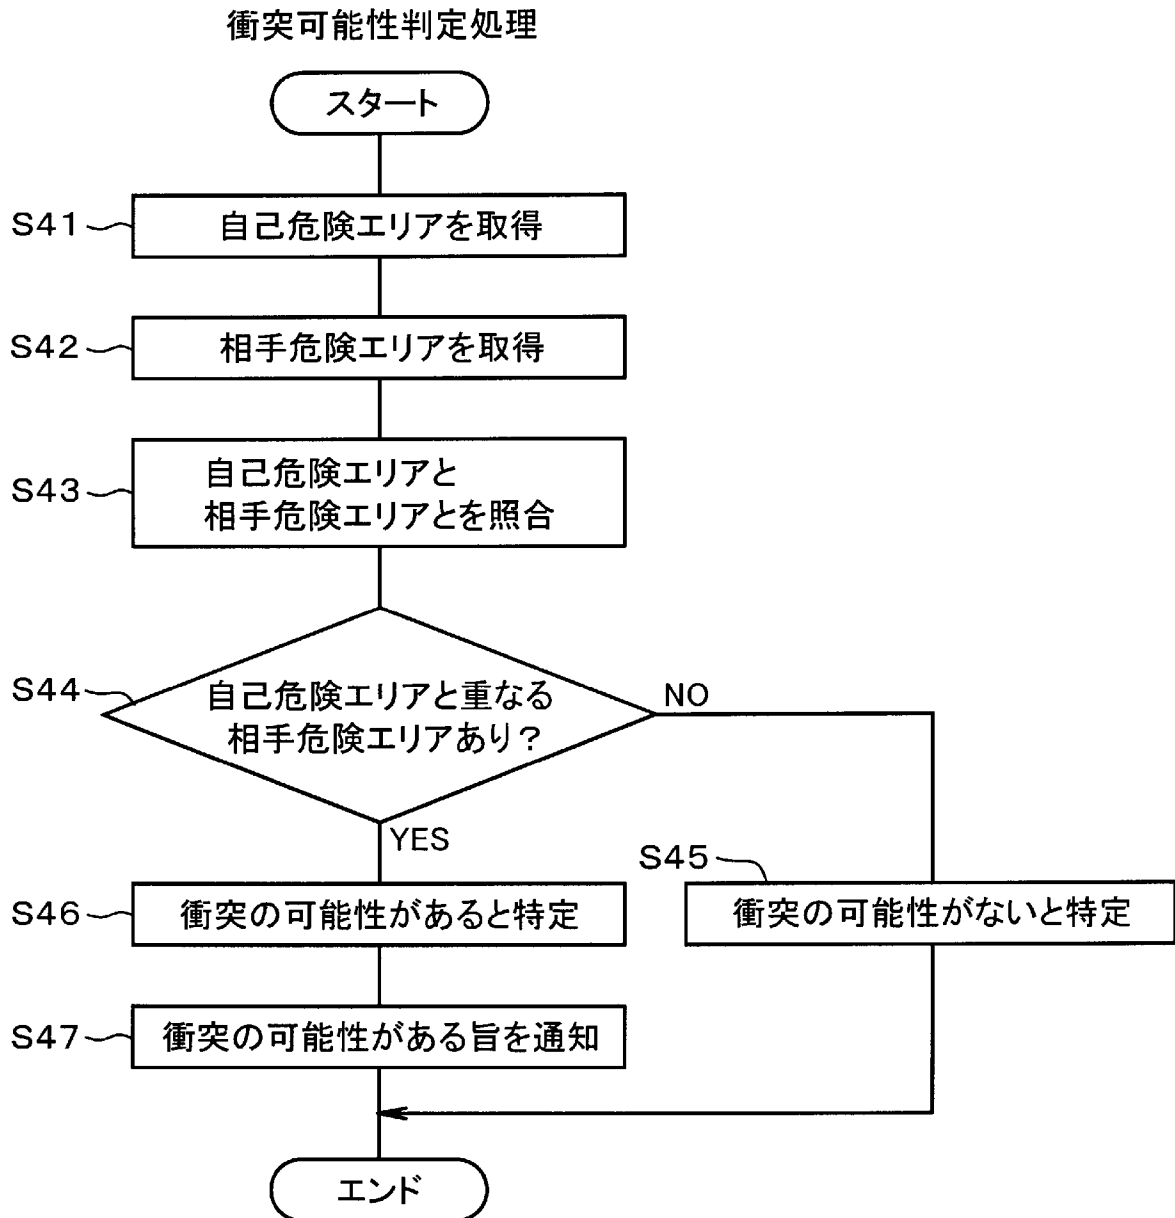 衝突可能性判定処理
スタート
S41
自己危険エリアを取得
S42
相手危険エリアを取得
S43
自己危険エリアと
相手危険エリアとを照合
S44
自己危険エリアと重なる
相手危険エリアあり？
NO
YES
S45
衝突の可能性がないと特定
S46
衝突の可能性があると特定
S47
衝突の可能性がある旨を通知
エンド